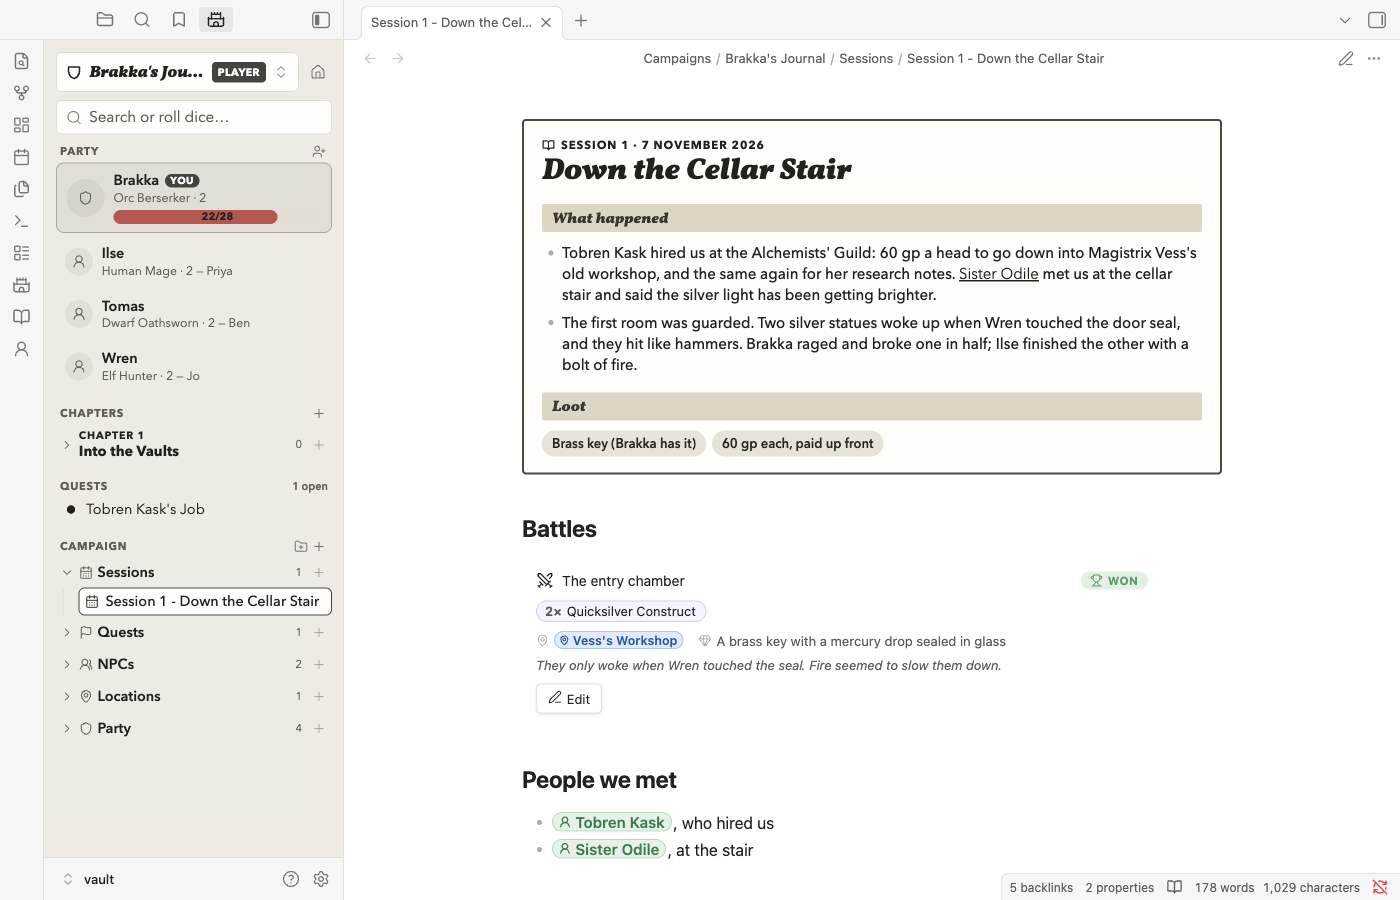 Session 1 - Down the Cel...
Campaigns / Brakka's Journal / Sessions / Session 1 - Down the Cellar Stair
Brakka's Jou... PLAYER
Search or roll dice...
PARTY
Brakka YOU
Orc Berserker · 2
22/28
Ilse
Human Mage · 2 – Priya
Tomas
Dwarf Oathsworn · 2 – Ben
Wren
Elf Hunter · 2 – Jo
CHAPTERS
CHAPTER 1
Into the Vaults 0
QUESTS 1 open
Tobren Kask's Job
CAMPAIGN
Sessions 1
Session 1 - Down the Cellar Stair
Quests 1
NPCs 2
Locations 1
Party 4
vault
SESSION 1 · 7 NOVEMBER 2026
Down the Cellar Stair
What happened
Tobren Kask hired us at the Alchemists' Guild: 60 gp a head to go down into Magistrix Vess's
old workshop, and the same again for her research notes. Sister Odile met us at the cellar
stair and said the silver light has been getting brighter.
The first room was guarded. Two silver statues woke up when Wren touched the door seal,
and they hit like hammers. Brakka raged and broke one in half; Ilse finished the other with a
bolt of fire.
Loot
Brass key (Brakka has it) 60 gp each, paid up front
Battles
The entry chamber WON
2× Quicksilver Construct
Vess's Workshop A brass key with a mercury drop sealed in glass
They only woke when Wren touched the seal. Fire seemed to slow them down.
Edit
People we met
Tobren Kask, who hired us
Sister Odile, at the stair
5 backlinks 2 properties 178 words 1,029 characters